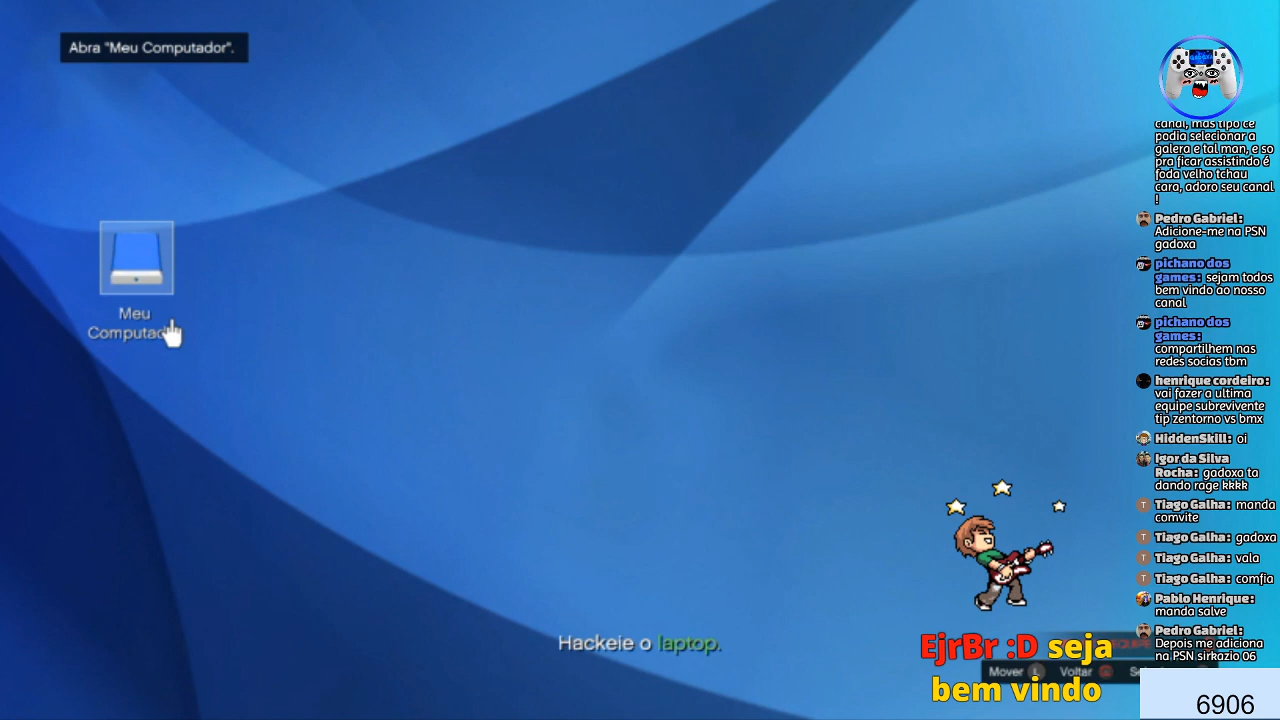 Abra "Meu Computador".
Meu
Computad
Hackeie o laptop.
Mover L Voltar
EjrBr :D seja
bem vindo
canal, mas tipo ce
podia selecionar a
galera e tal man, e so
pra ficar assistindo é
foda velho tchau
cara, adoro seu canal
!
Pedro Gabriel:
Adicione-me na PSN
gadoxa
pichano dos
games: sejam todos
bem vindo ao nosso
canal
pichano dos
games:
compartilhem nas
redes socias tbm
henrique cordeiro:
vai fazer a ultima
equipe subrevivente
tip zentorno vs bmx
HiddenSkill: oi
Igor da Silva
Rocha: gadoxa ta
dando rage kkkk
T Tiago Galha: manda
comvite
T Tiago Galha: gadoxa
T Tiago Galha: vala
T Tiago Galha: comfia
Pablo Henrique:
manda salve
Pedro Gabriel:
Depois me adiciona
na PSN sirkazio 06
6906